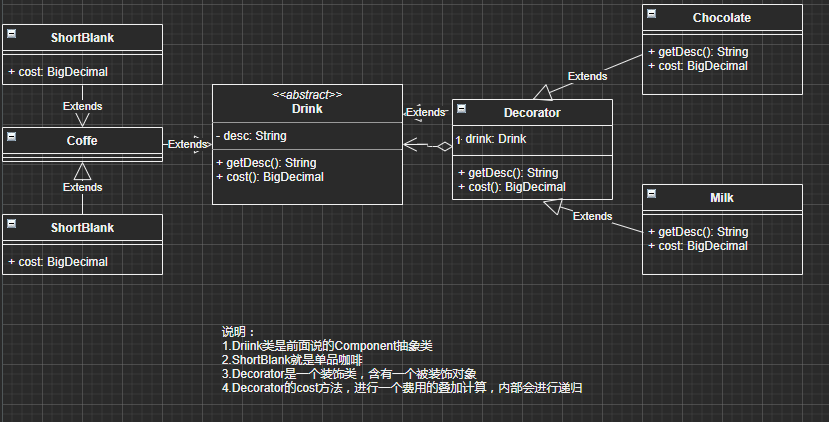 ShortBlank
+ cost: BigDecimal
Extends
Coffe
Extends
ShortBlank
+ cost: BigDecimal
Extends
<<abstract>>
Drink
- desc: String
+ getDesc(): String
+ cost(): BigDecimal
Extends
Decorator
1 drink: Drink
+ getDesc(): String
+ cost(): BigDecimal
Extends
Chocolate
+ getDesc(): String
+ cost: BigDecimal
Extends
Milk
+ getDesc(): String
+ cost: BigDecimal
说明：
1.Driink类是前面说的Component抽象类
2.ShortBlank就是单品咖啡
3.Decorator是一个装饰类，含有一个被装饰对象
4.Decorator的cost方法，进行一个费用的叠加计算，内部会进行递归